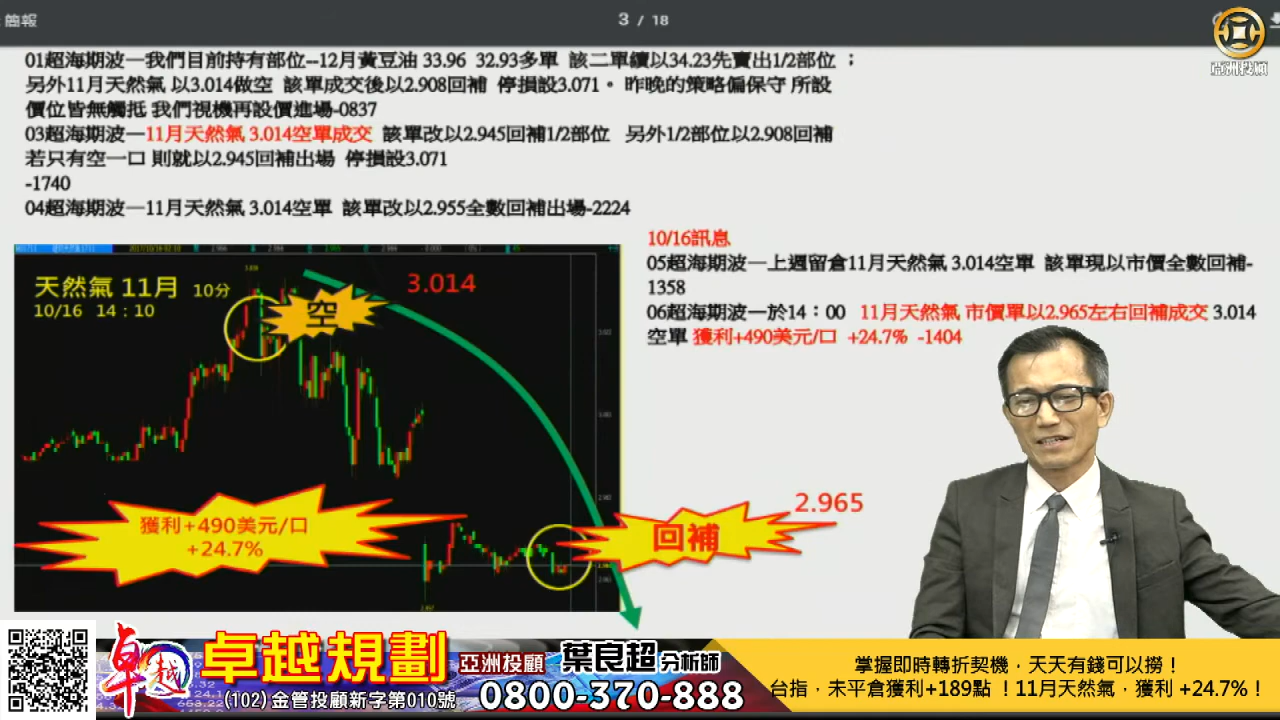 簡報
3 / 18
亞洲投顧
01超海期波—我們目前持有部位--12月黃豆油 33.96 32.93多單 該二單續以34.23先賣出1/2部位 ；
另外11月天然氣 以3.014做空 該單成交後以2.908回補 停損設3.071。昨晚的策略偏保守 所設
價位皆無觸抵 我們視機再設價進場-0837
03超海期波—11月天然氣 3.014空單成交 該單改以2.945回補1/2部位 另外1/2部位以2.908回補
若只有空一口 則就以2.945回補出場 停損設3.071
-1740
04超海期波—11月天然氣 3.014空單 該單改以2.955全數回補出場-2224
10/16訊息
05超海期波—上週留倉11月天然氣 3.014空單 該單現以市價全數回補-
1358
06超海期波—於14：00 11月天然氣 市價單以2.965左右回補成交 3.014
空單 獲利+490美元/口 +24.7% -1404
天然氣 11月 10分
10/16 14：10
空
3.014
獲利+490美元/口
+24.7%
回補
2.965
卓越
卓越規劃
(102)金管投顧新字第010號
亞洲投顧 葉良超分析師
0800-370-888
掌握即時轉折契機，天天有錢可以撈！
台指，未平倉獲利+189點 ！11月天然氣，獲利 +24.7%！